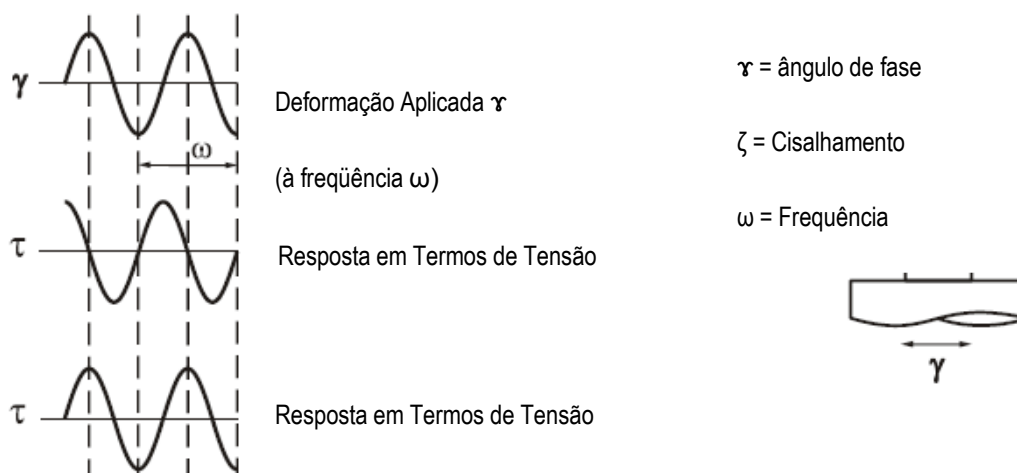 γ
ω
τ
τ
Deformação Aplicada ɤ
(à freqüência ω)
Resposta em Termos de Tensão
Resposta em Termos de Tensão
ɤ = ângulo de fase
ζ = Cisalhamento
ω = Frequência
γ